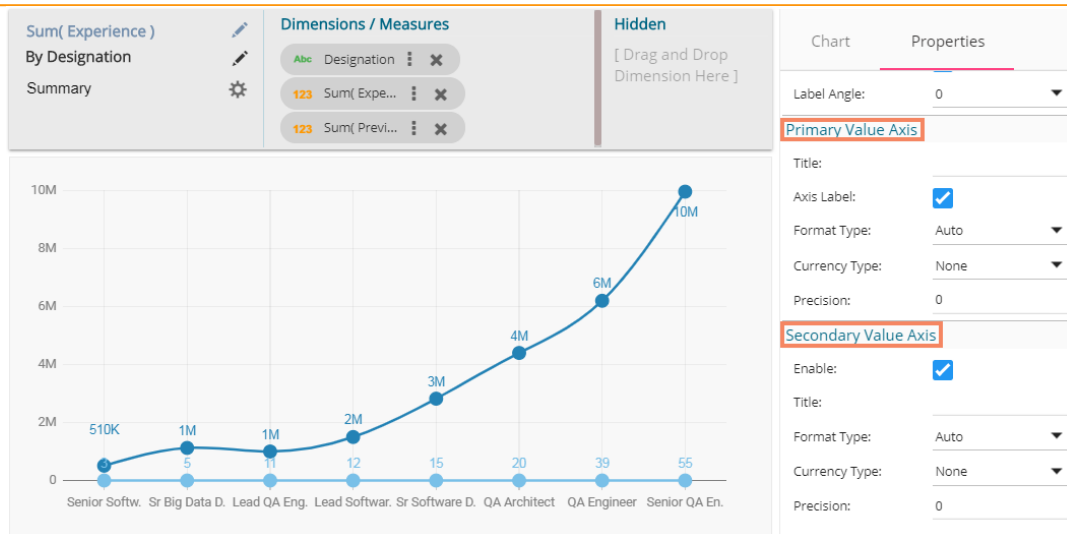 Sum( Experience )
By Designation
Summary
Dimensions / Measures
Abc Designation
123 Sum( Expe...
123 Sum( Previ...
Hidden
[ Drag and Drop
Dimension Here ]
Chart Properties
Label Angle: 0
Primary Value Axis
Title:
Axis Label:
Format Type: Auto
Currency Type: None
Precision: 0
Secondary Value Axis
Enable:
Title:
Format Type: Auto
Currency Type: None
Precision: 0
10M
8M
6M
4M
2M
0
510K 1M 1M 2M 3M 4M 6M 10M
3 5 11 12 15 20 39 55
Senior Softw. Sr Big Data D. Lead QA Eng. Lead Softwar. Sr Software D. QA Architect QA Engineer Senior QA En.